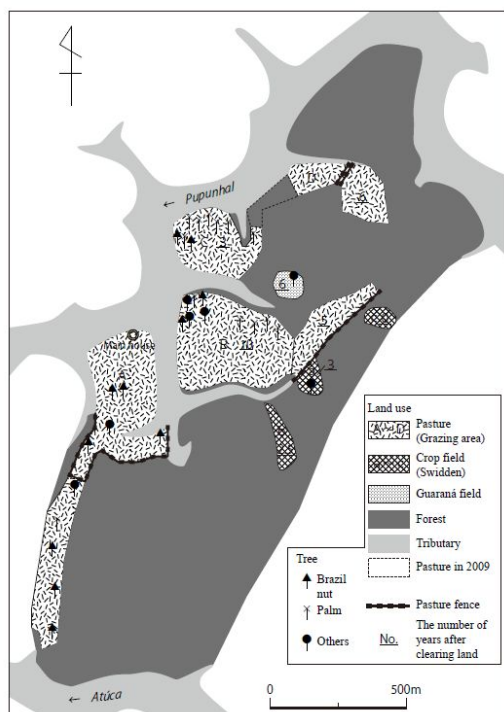 ← Pupunhal
6
5
3
Main house
← Atúca
Land use
Pasture
(Grazing area)
Crop field
(Swidden)
Guaraná field
Forest
Tributary
Pasture in 2009
Pasture fence
No.
The number of
years after
clearing land
Tree
Brazil
nut
Palm
Others
0
500m